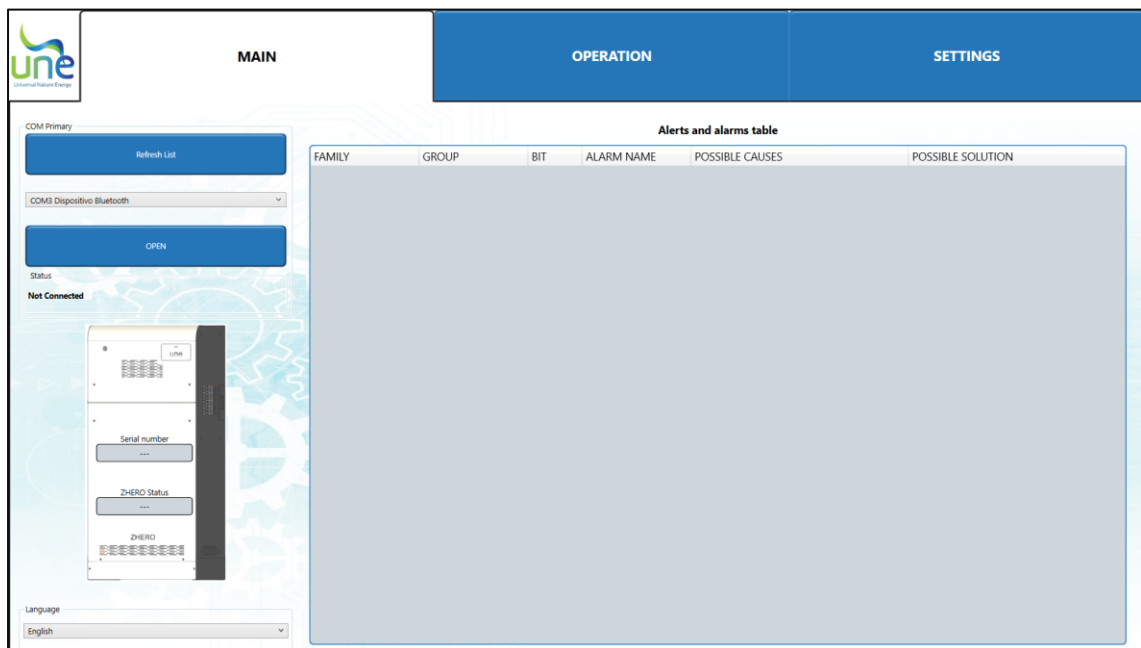 une
Universal Nature Energy
MAIN
OPERATION
SETTINGS
COM Primary
Refresh List
COM3 Dispositivo Bluetooth
OPEN
Status
Not Connected
une
Serial number
---
ZHERO Status
---
ZHERO
Language
English
Alerts and alarms table
FAMILY GROUP BIT ALARM NAME POSSIBLE CAUSES POSSIBLE SOLUTION